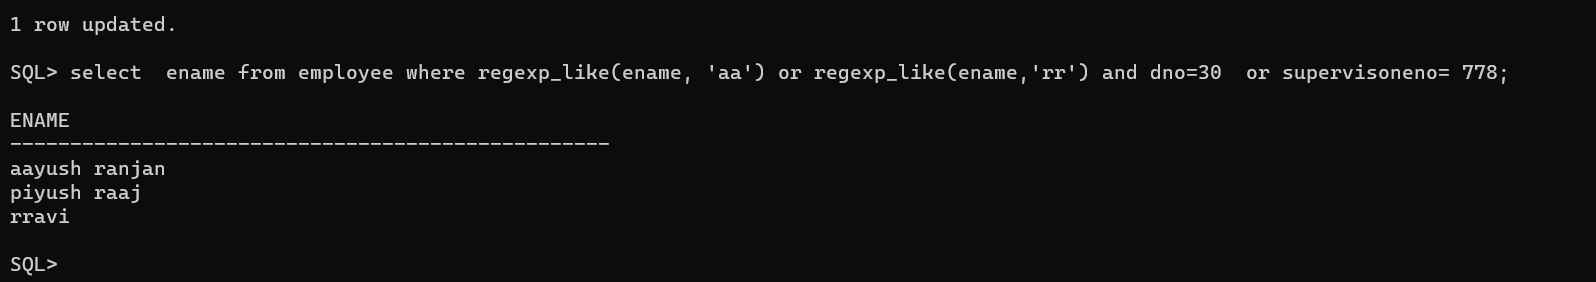 1 row updated.
SQL> select  ename from employee where regexp_like(ename, 'aa') or regexp_like(ename,'rr') and dno=30  or supervisoneno= 778;
ENAME
--------------------------------------------------
aayush ranjan
piyush raaj
rravi
SQL>